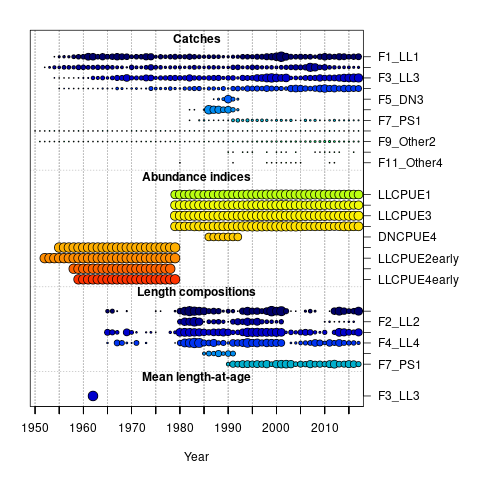 Catches
F1_LL1
F3_LL3
F5_DN3
F7_PS1
F9_Other2
F11_Other4
Abundance indices
LLCPUE1
LLCPUE3
DNCPUE4
LLCPUE2early
LLCPUE4early
Length compositions
F2_LL2
F4_LL4
F7_PS1
Mean length-at-age
F3_LL3
1950 1960 1970 1980 1990 2000 2010
Year